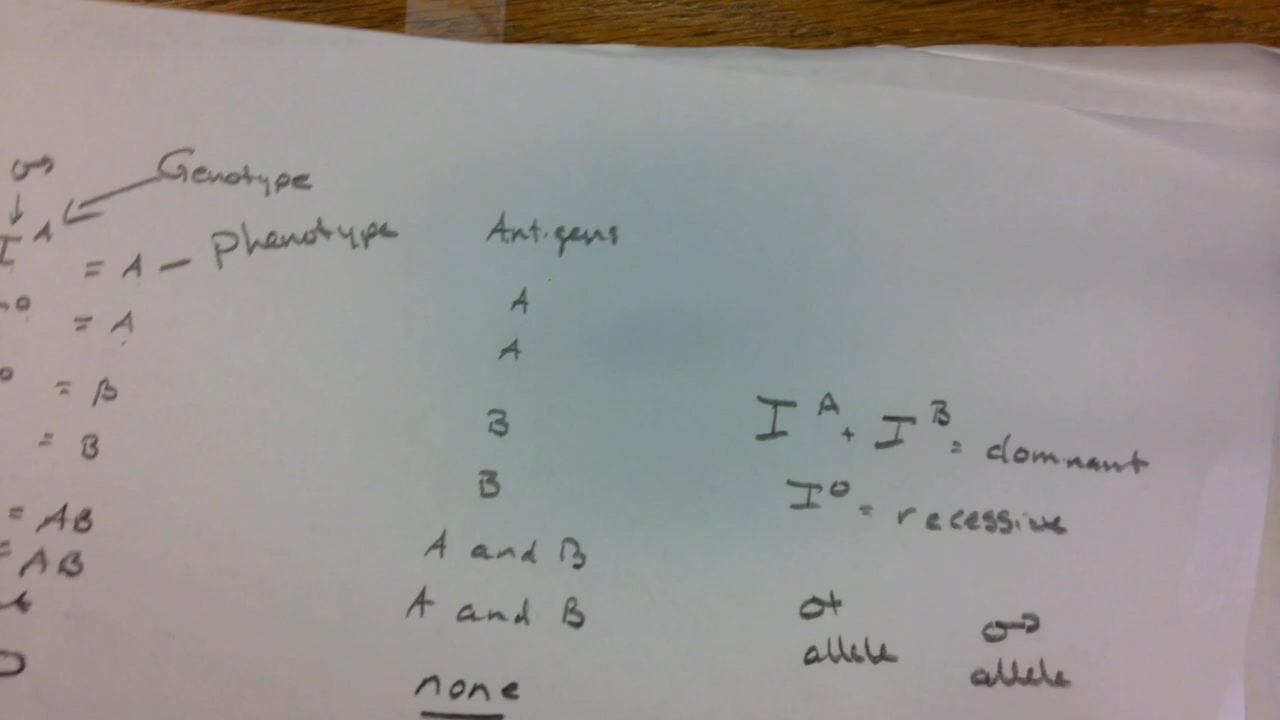 ♂
↓
Genotype
I^A
= A — phenotype
Antigens
A
o = A
A
o = B
B
= B
B
= AB
A and B
= AB
A and B
none
I^A + I^B = dominant
I^o = recessive
♀ allele
♂ allele